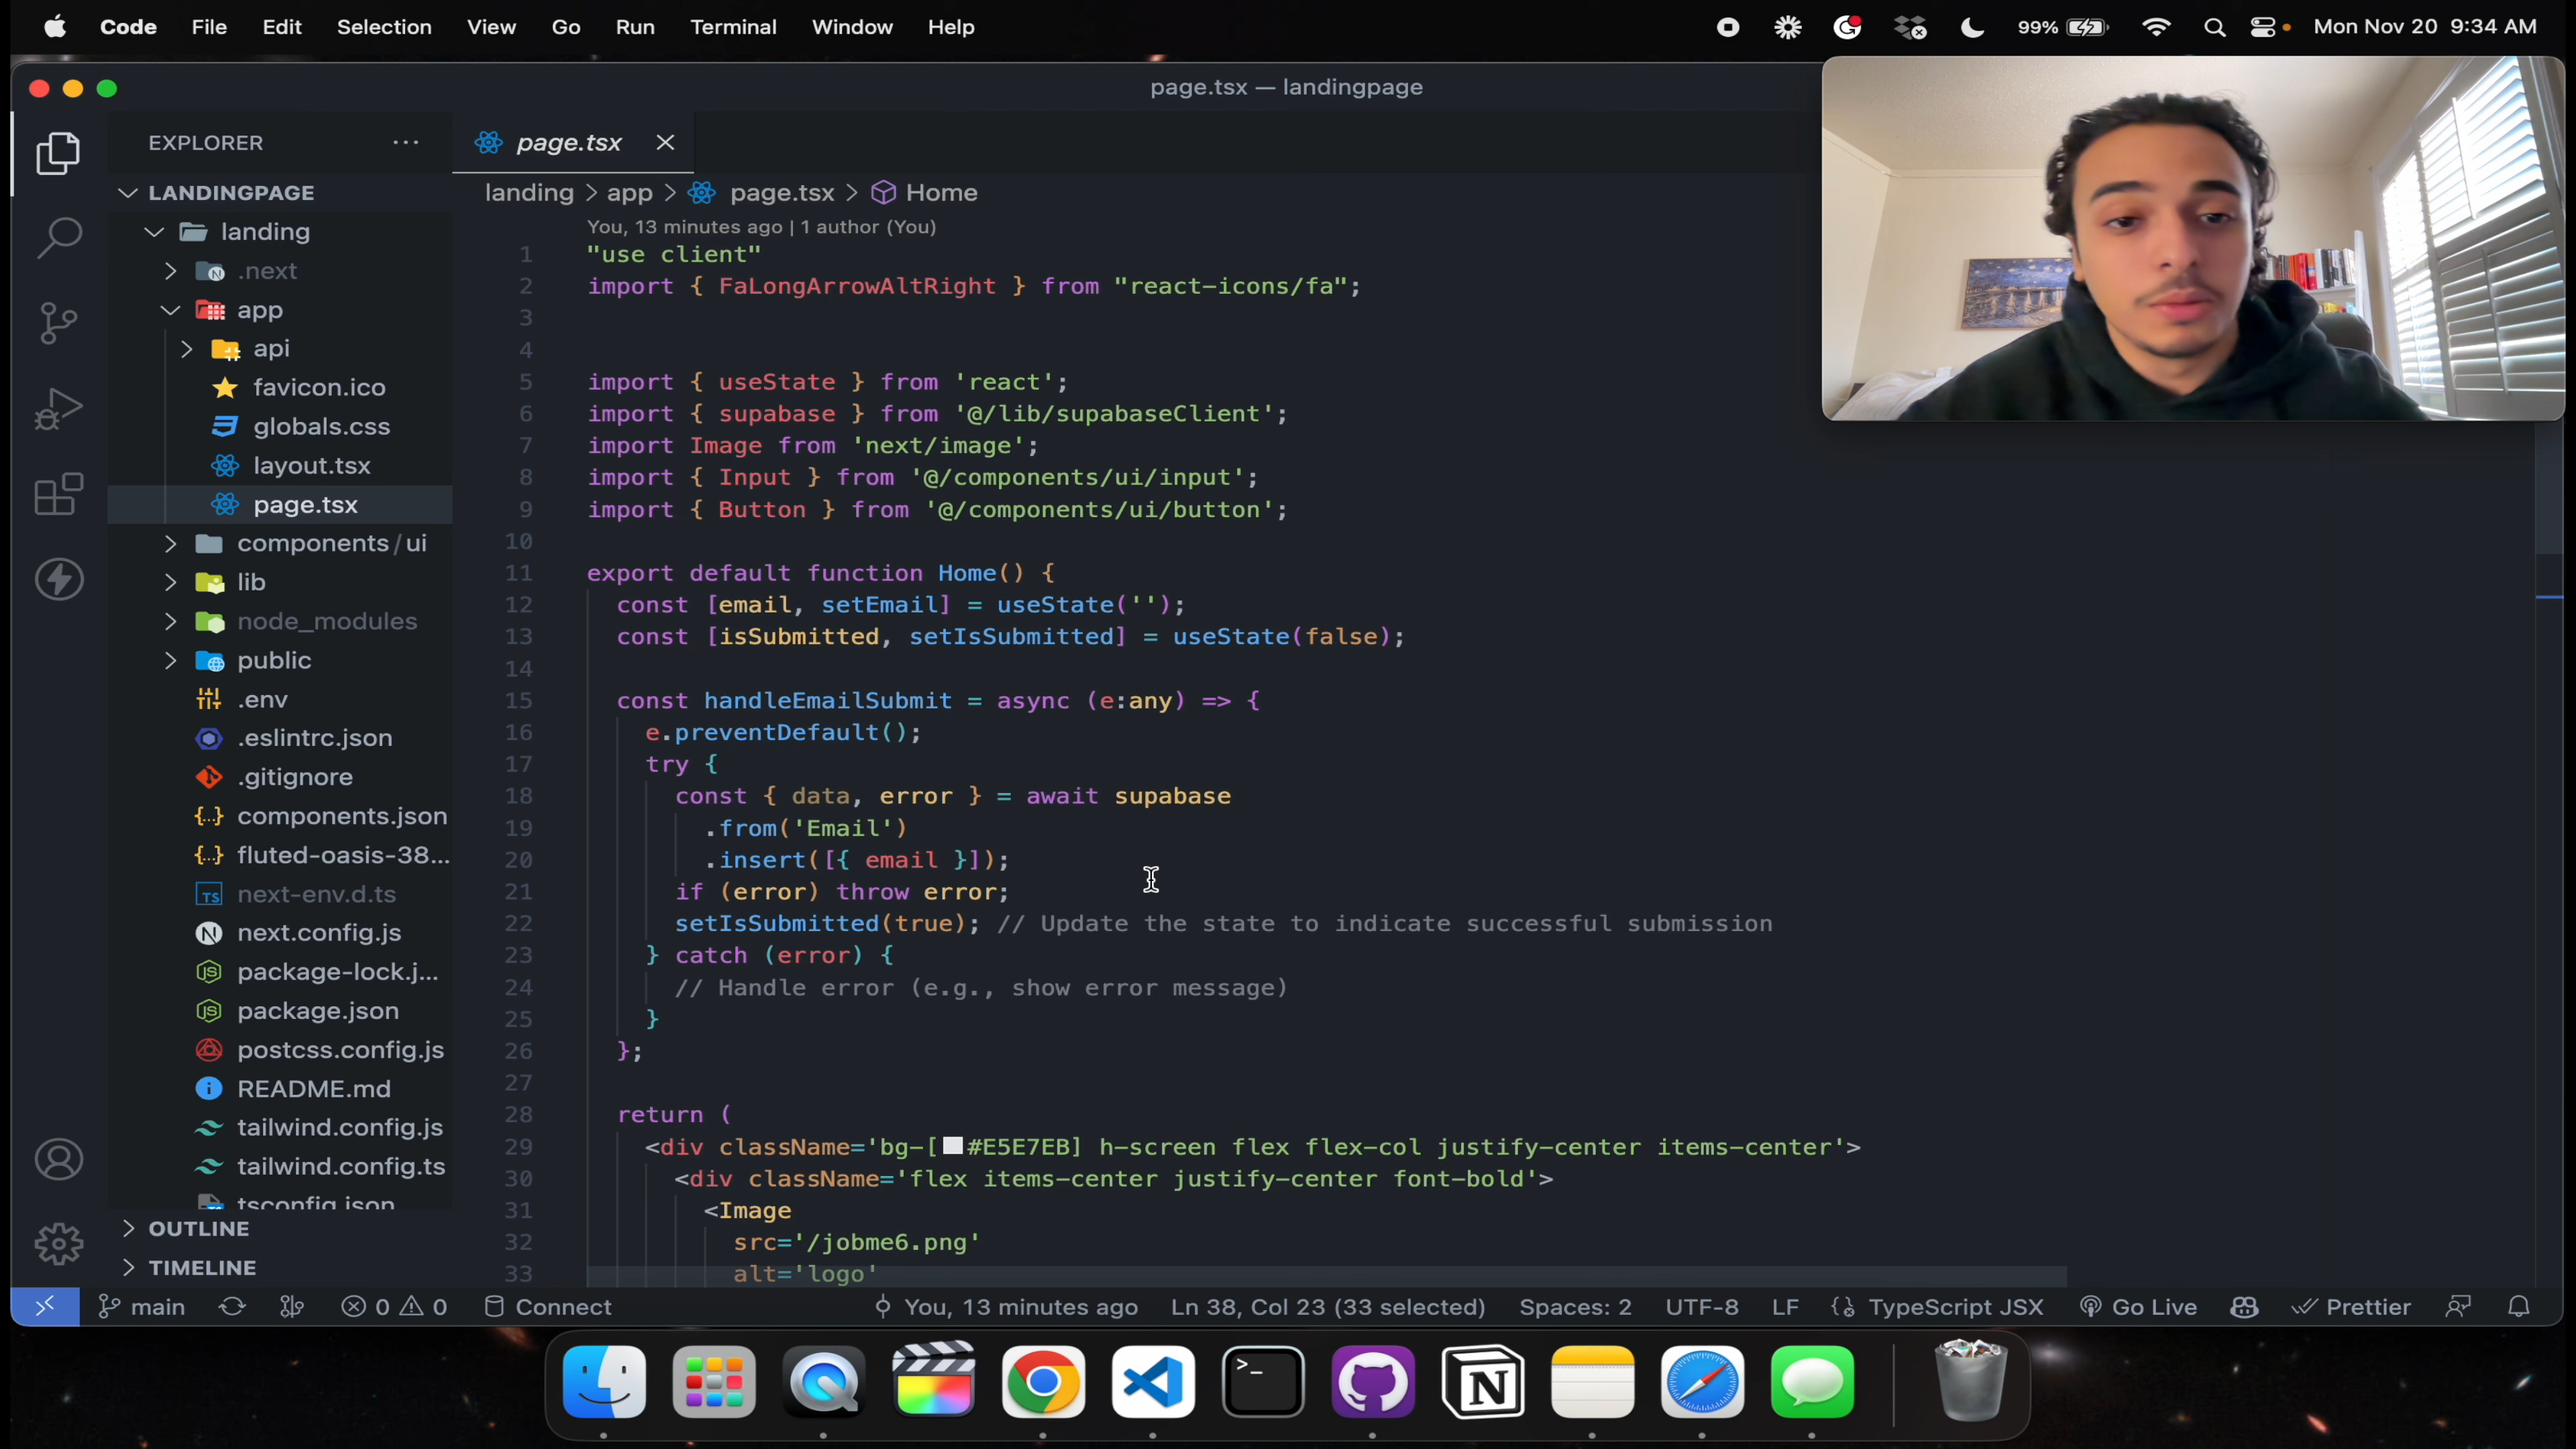 Code File Edit Selection View Go Run Terminal Window Help 99% Mon Nov 20 9:34 AM
page.tsx — landingpage
EXPLORER ···
page.tsx
LANDINGPAGE
landing > app > page.tsx > Home
landing
.next
app
api
favicon.ico
globals.css
layout.tsx
page.tsx
components / ui
lib
node_modules
public
.env
.eslintrc.json
.gitignore
components.json
fluted-oasis-38...
next-env.d.ts
next.config.js
package-lock.j...
package.json
postcss.config.js
README.md
tailwind.config.js
tailwind.config.ts
tsconfig.json
OUTLINE
TIMELINE
You, 13 minutes ago | 1 author (You)
1 "use client"
2 import { FaLongArrowAltRight } from "react-icons/fa";
3
4
5 import { useState } from 'react';
6 import { supabase } from '@/lib/supabaseClient';
7 import Image from 'next/image';
8 import { Input } from '@/components/ui/input';
9 import { Button } from '@/components/ui/button';
10
11 export default function Home() {
12 const [email, setEmail] = useState('');
13 const [isSubmitted, setIsSubmitted] = useState(false);
14
15 const handleEmailSubmit = async (e:any) => {
16 e.preventDefault();
17 try {
18 const { data, error } = await supabase
19 .from('Email')
20 .insert([{ email }]);
21 if (error) throw error;
22 setIsSubmitted(true); // Update the state to indicate successful submission
23 } catch (error) {
24 // Handle error (e.g., show error message)
25 }
26 };
27
28 return (
29 <div className='bg-[#E5E7EB] h-screen flex flex-col justify-center items-center'>
30 <div className='flex items-center justify-center font-bold'>
31 <Image
32 src='/jobme6.png'
33 alt='logo'
main 0 0 Connect You, 13 minutes ago Ln 38, Col 23 (33 selected) Spaces: 2 UTF-8 LF TypeScript JSX Go Live Prettier